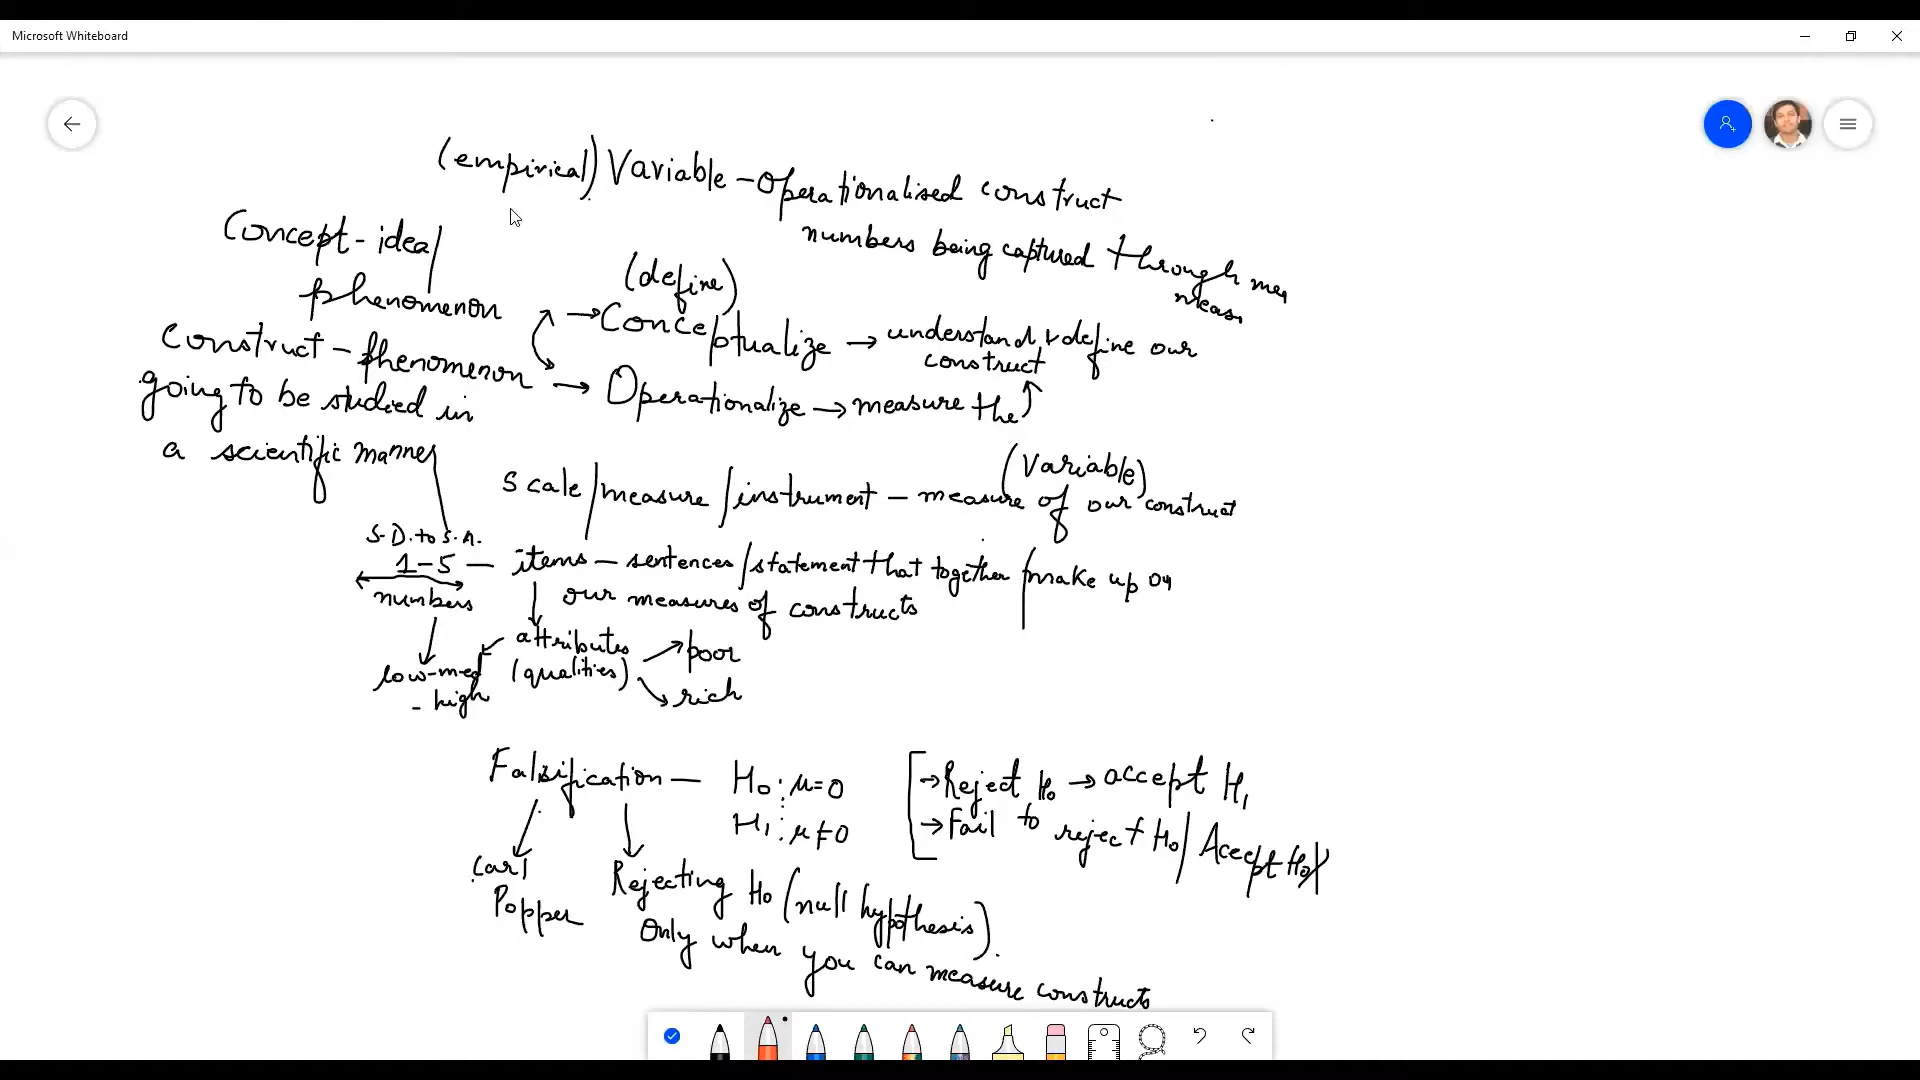 Microsoft Whiteboard
(empirical) Variable - Operationalised construct
numbers being captured through mea
meas
Concept - idea/
phenomenon
(define)
→ Conceptualize → understand & define our
construct
Construct - phenomenon
going to be studied in
a scientific manner
→ Operationalize → measure the
(Variable)
Scale/measure/instrument - measure of our construct
S.D. to S.A.
1-5 - items - sentences/statement that together/make up ou
numbers
our measures of constructs
attributes
(qualities)
poor
rich
low-med
- high
Falsification - H0: μ=0
H1: μ≠0
→ Reject H0 → accept H1
→ Fail to reject H0/Accept H0
Carl
Popper
Rejecting H0 (null hypothesis)
Only when you can measure constructs